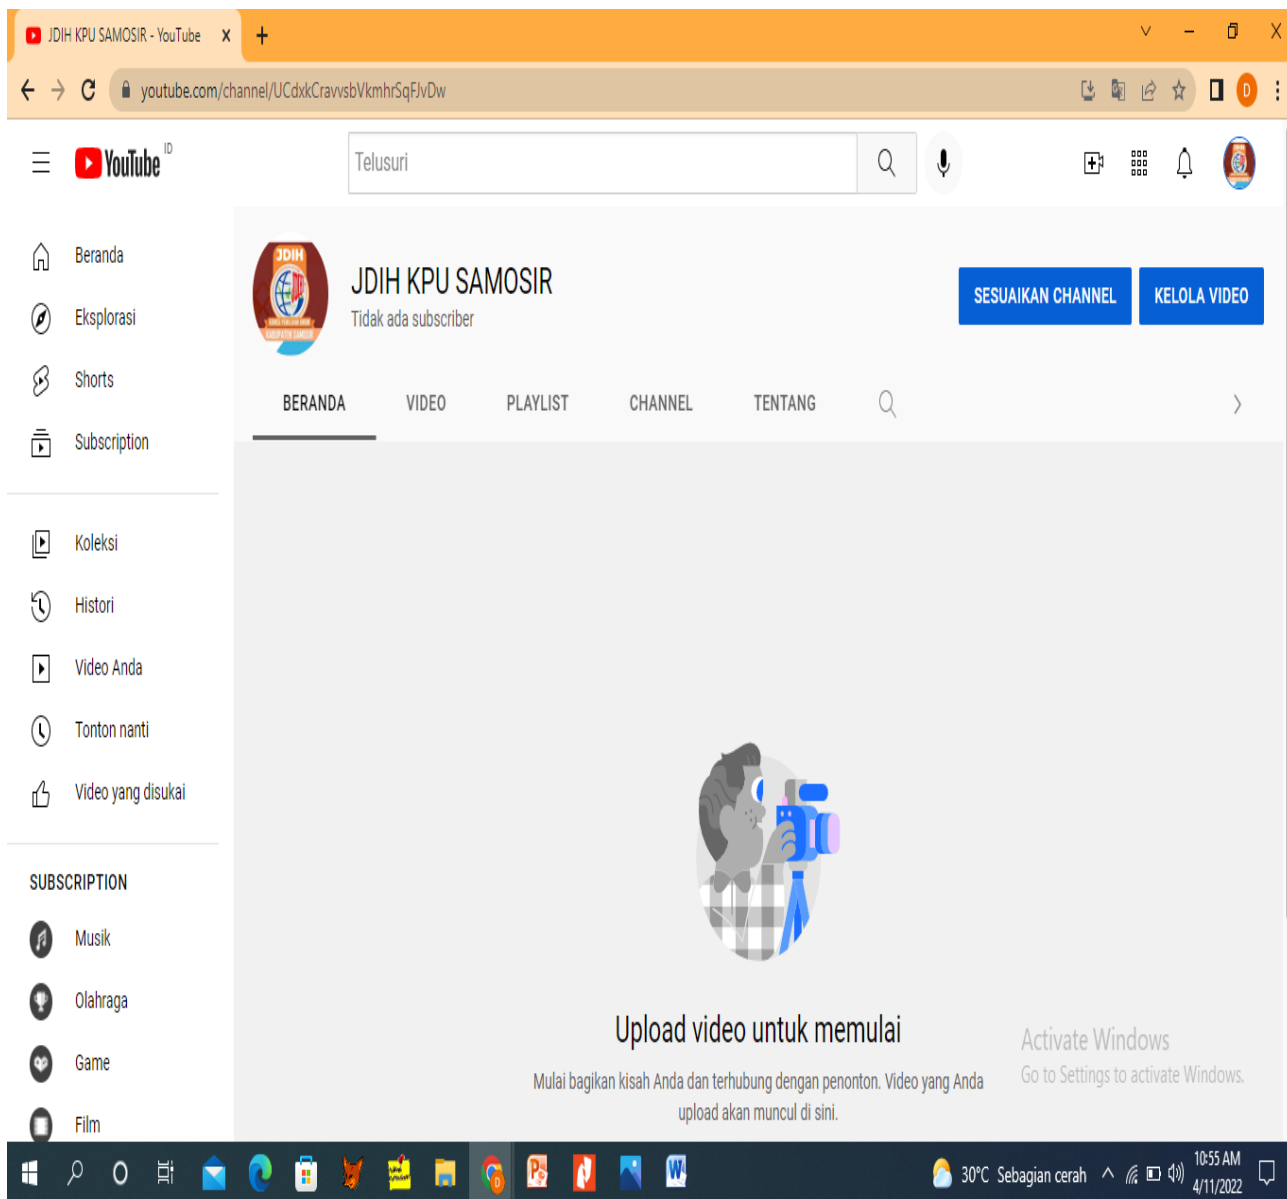 JDIH KPU SAMOSIR - YouTube
youtube.com/channel/UCdxkCravvsbVkmhrSqFJvDw
D
YouTube ID
Telusuri
Beranda
Eksplorasi
Shorts
Subscription
Koleksi
Histori
Video Anda
Tonton nanti
Video yang disukai
SUBSCRIPTION
Musik
Olahraga
Game
Film
JDIH
JDIH KPU SAMOSIR
Tidak ada subscriber
SESUAIKAN CHANNEL
KELOLA VIDEO
BERANDA VIDEO PLAYLIST CHANNEL TENTANG
Upload video untuk memulai
Mulai bagikan kisah Anda dan terhubung dengan penonton. Video yang Anda
upload akan muncul di sini.
Activate Windows
Go to Settings to activate Windows.
30°C Sebagian cerah
10:55 AM
4/11/2022